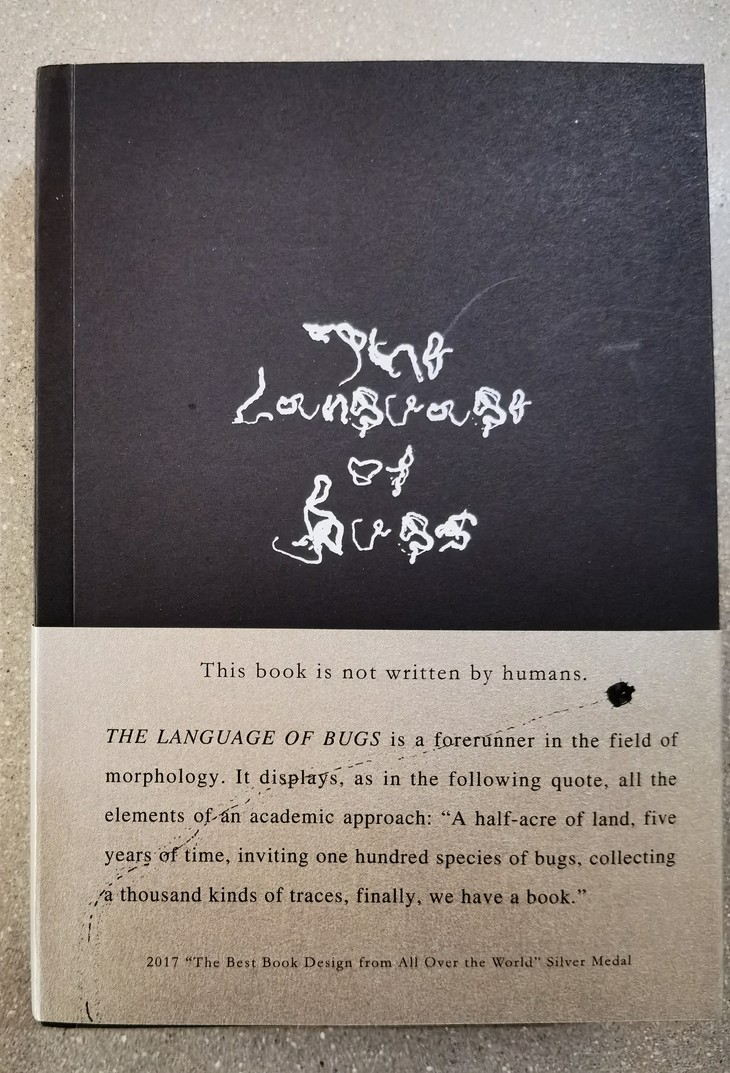 The
Language
of
Bugs
This book is not written by humans.
THE LANGUAGE OF BUGS is a forerunner in the field of
morphology. It displays, as in the following quote, all the
elements of an academic approach: “A half-acre of land, five
years of time, inviting one hundred species of bugs, collecting
a thousand kinds of traces, finally, we have a book.”
2017 “The Best Book Design from All Over the World” Silver Medal